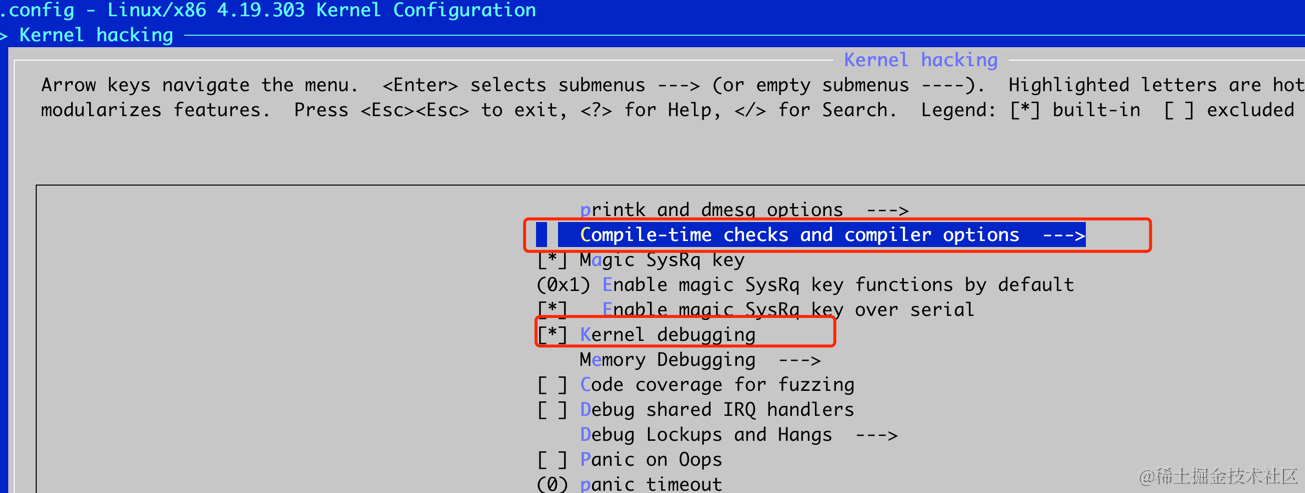 .config - Linux/x86 4.19.303 Kernel Configuration
> Kernel hacking
Kernel hacking
Arrow keys navigate the menu.  <Enter> selects submenus ---> (or empty submenus ----).  Highlighted letters are hot
modularizes features.  Press <Esc><Esc> to exit, <?> for Help, </> for Search.  Legend: [*] built-in  [ ] excluded
printk and dmesg options  --->
Compile-time checks and compiler options  --->
[*] Magic SysRq key
(0x1) Enable magic SysRq key functions by default
[*]   Enable magic SysRq key over serial
[*] Kernel debugging
Memory Debugging  --->
[ ] Code coverage for fuzzing
[ ] Debug shared IRQ handlers
Debug Lockups and Hangs  --->
[ ] Panic on Oops
(0) panic timeout
@稀土掘金技术社区